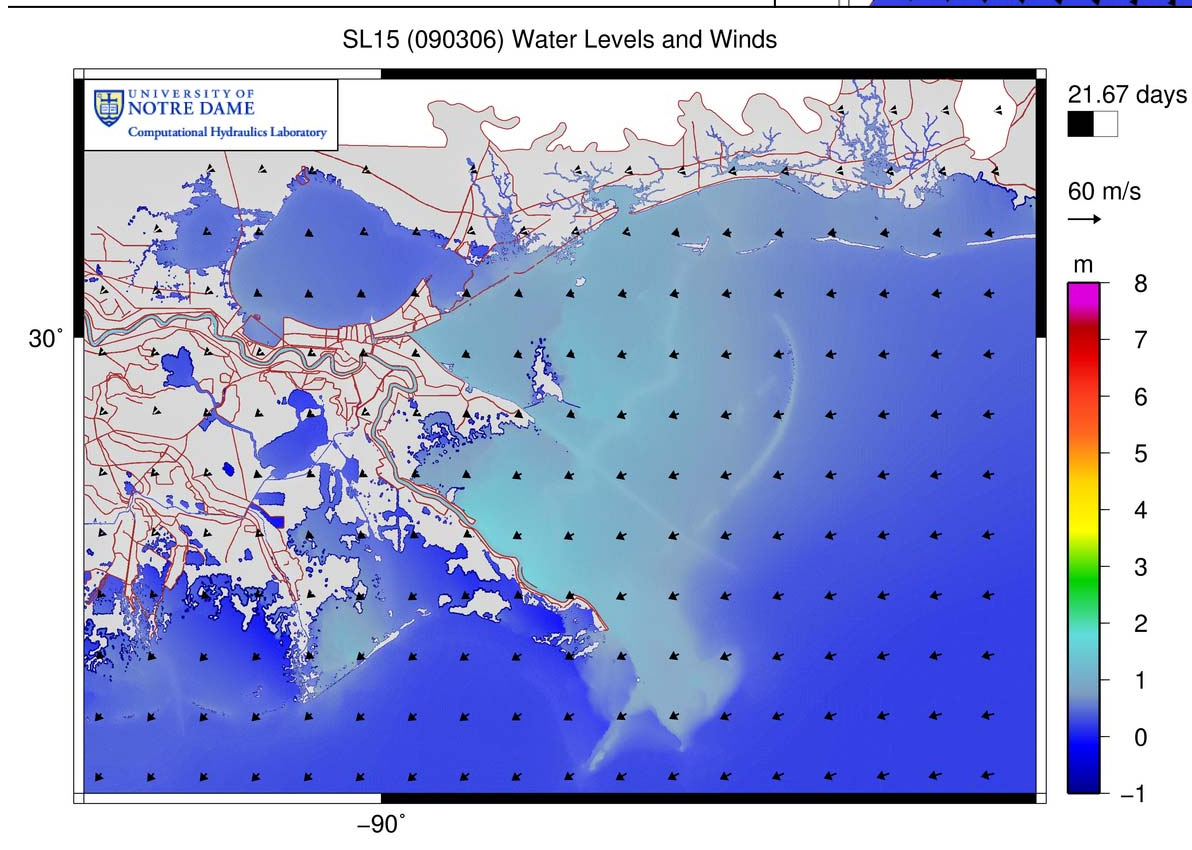 SL15 (090306) Water Levels and Winds
UNIVERSITY OF
NOTRE DAME
Computational Hydraulics Laboratory
21.67 days
60 m/s
m
8
7
6
5
4
3
2
1
0
−1
30°
−90°